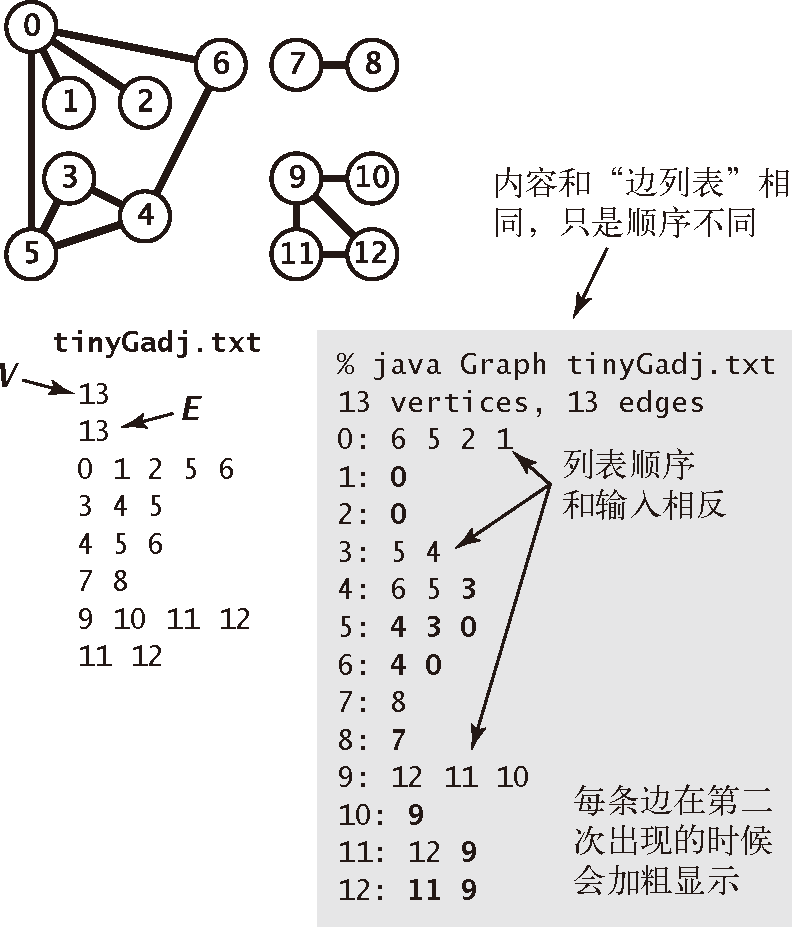 0
6
7 8
1 2
3
4
5
9 10
11 12
内容和“边列表”相
同，只是顺序不同
tinyGadj.txt
V
13
E
13
0 1 2 5 6
3 4 5
4 5 6
7 8
9 10 11 12
11 12
% java Graph tinyGadj.txt
13 vertices, 13 edges
0: 6 5 2 1
1: 0
2: 0
3: 5 4
4: 6 5 3
5: 4 3 0
6: 4 0
7: 8
8: 7
9: 12 11 10
10: 9
11: 12 9
12: 11 9
列表顺序
和输入相反
每条边在第二
次出现的时候
会加粗显示